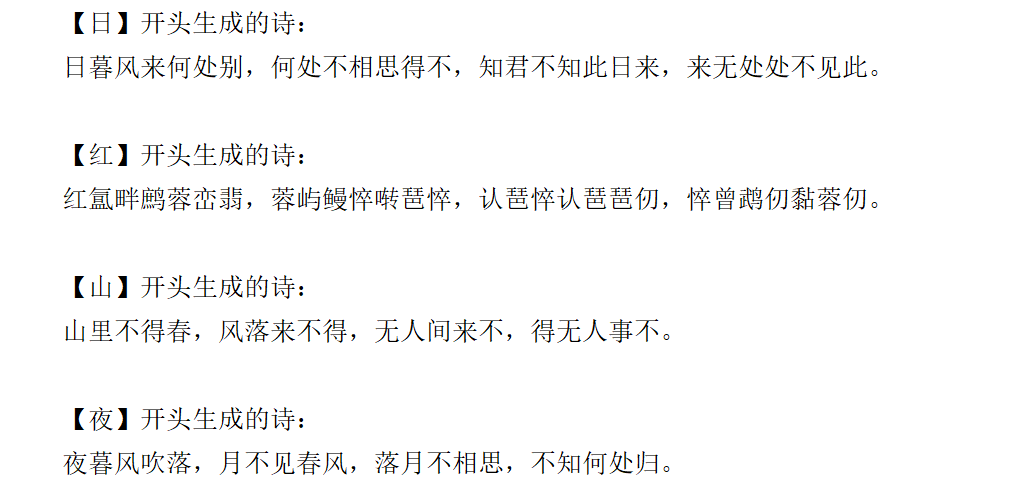 【日】开头生成的诗：
日暮风来何处别，何处不相思得不，知君不知此日来，来无处处不见此。
【红】开头生成的诗：
红氲畔鹧蓉峦翡，蓉屿鳗悴啭琶悴，认琶悴认琶琶仞，悴曾鹉仞黏蓉仞。
【山】开头生成的诗：
山里不得春，风落来不得，无人间来不，得无人事不。
【夜】开头生成的诗：
夜暮风吹落，月不见春风，落月不相思，不知何处归。